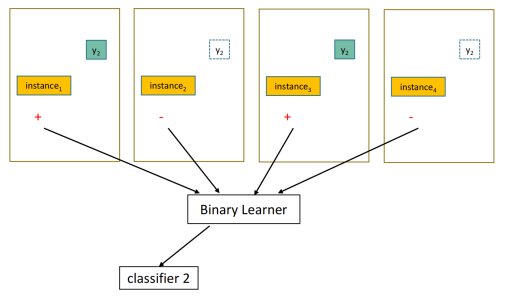 y₂
y₂
y₂
y₂
instance₁
instance₂
instance₃
instance₄
+
-
+
-
Binary Learner
classifier 2